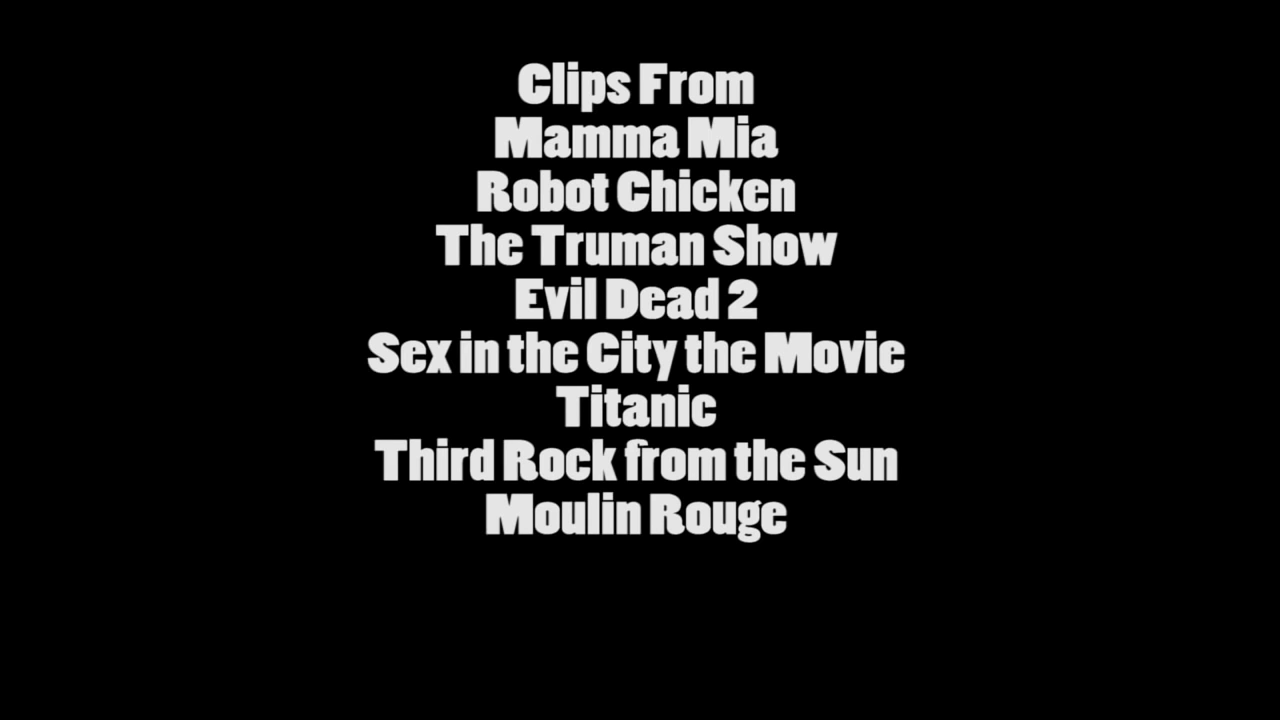 Clips From
Mamma Mia
Robot Chicken
The Truman Show
Evil Dead 2
Sex in the City the Movie
Titanic
Third Rock from the Sun
Moulin Rouge